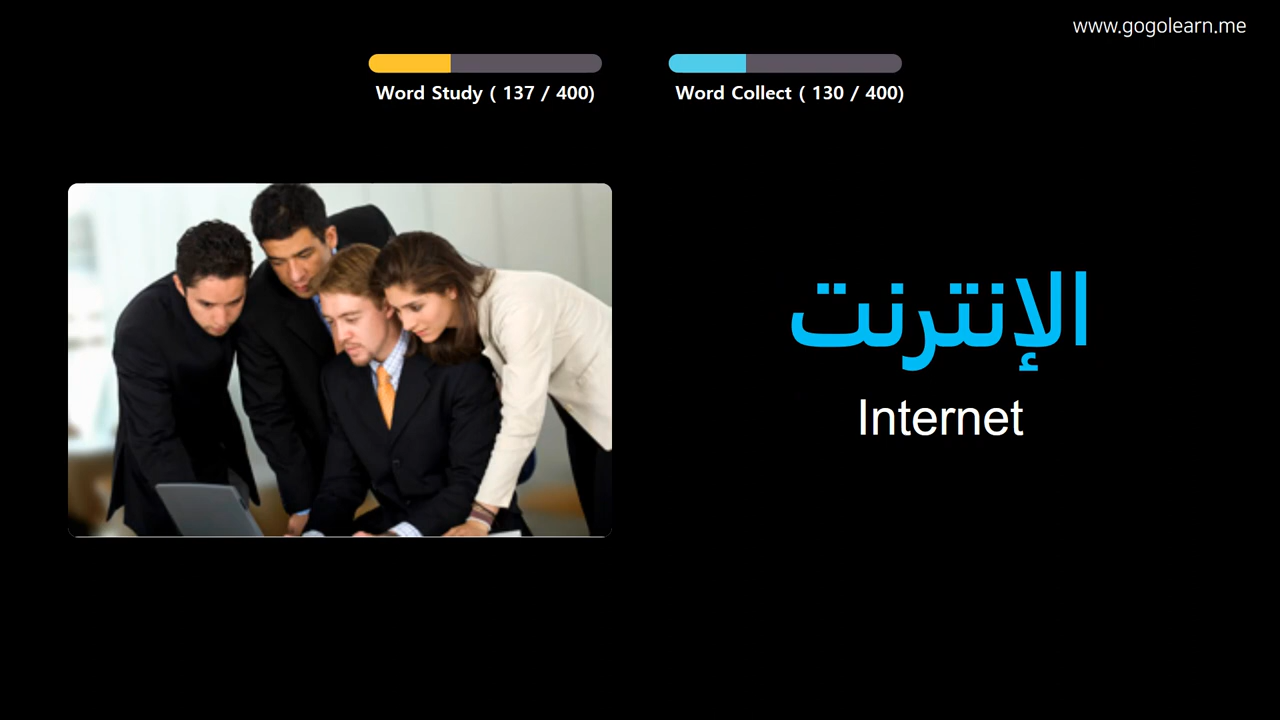 www.gogolearn.me
Word Study ( 137 / 400)
Word Collect ( 130 / 400)
الإنترنت
Internet